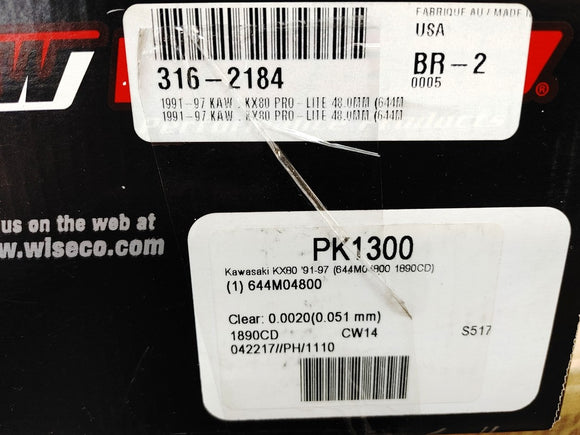 FABRIQUE AU / MADE I
USA
316-2184
BR-2
0005
1991-97 KAW . KX80 PRO-LITE 48.0MM (644M
1991-97 KAW . KX80 PRO-LITE 48.0MM (644M
Performance Products
W
®
us on the web at
w.wiseco.com
PK1300
Kawasaki KX80 '91-97 (644M04800 1890CD)
(1) 644M04800
Clear: 0.0020(0.051 mm)
1890CD CW14 S517
042217//PH/1110